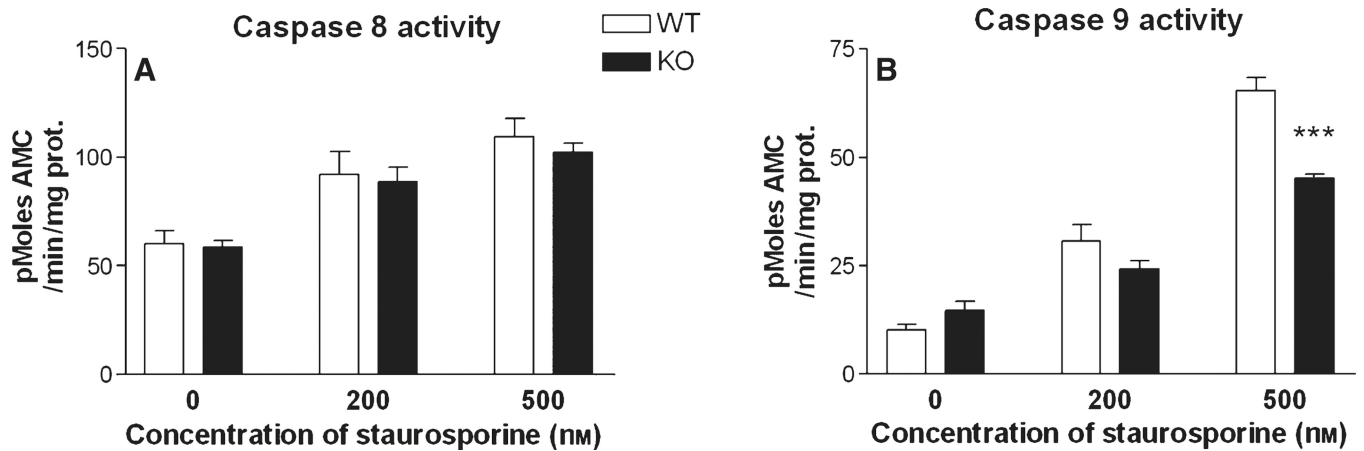 Caspase 8 activity
WT
KO
A
150
100
50
0
pMoles AMC
/min/mg prot.
0 200 500
Concentration of staurosporine (nM)
Caspase 9 activity
B
75
50
25
0
pMoles AMC
/min/mg prot.
***
0 200 500
Concentration of staurosporine (nM)